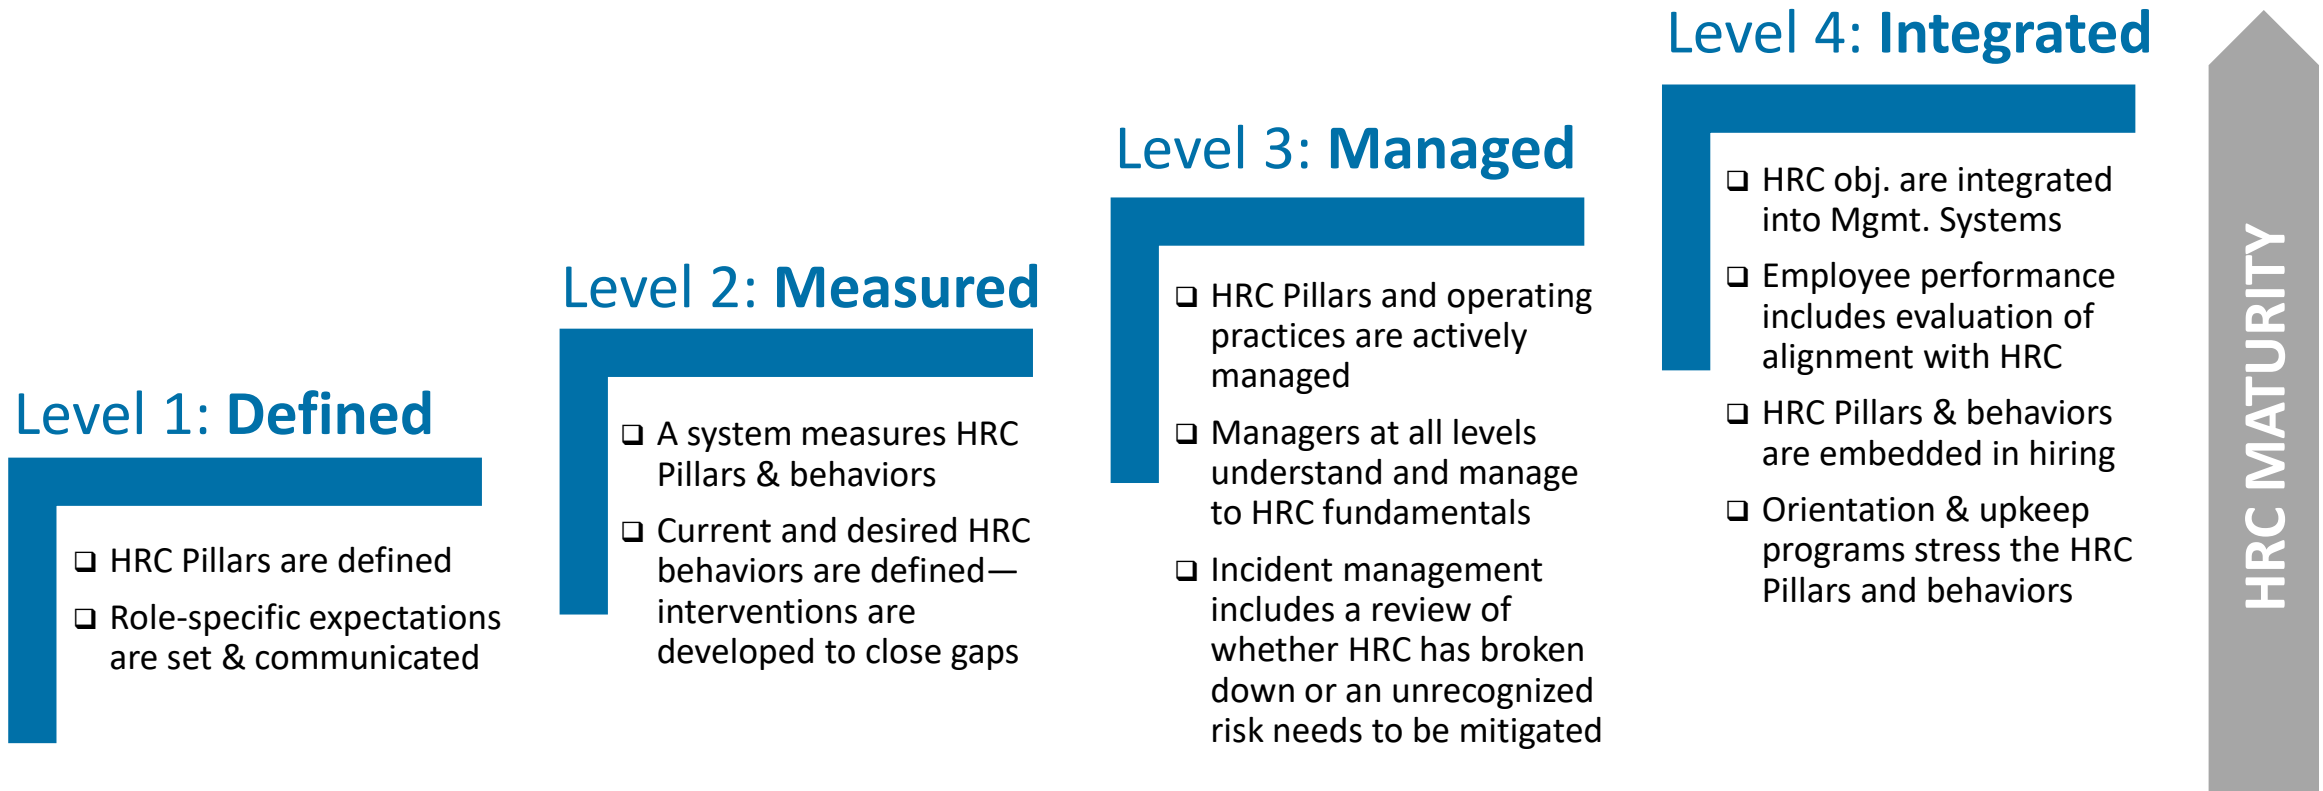 Level 1: Defined
HRC Pillars are defined
Role-specific expectations
are set & communicated
Level 2: Measured
A system measures HRC
Pillars & behaviors
Current and desired HRC
behaviors are defined—
interventions are
developed to close gaps
Level 3: Managed
HRC Pillars and operating
practices are actively
managed
Managers at all levels
understand and manage
to HRC fundamentals
Incident management
includes a review of
whether HRC has broken
down or an unrecognized
risk needs to be mitigated
Level 4: Integrated
HRC obj. are integrated
into Mgmt. Systems
Employee performance
includes evaluation of
alignment with HRC
HRC Pillars & behaviors
are embedded in hiring
Orientation & upkeep
programs stress the HRC
Pillars and behaviors
HRC MATURITY